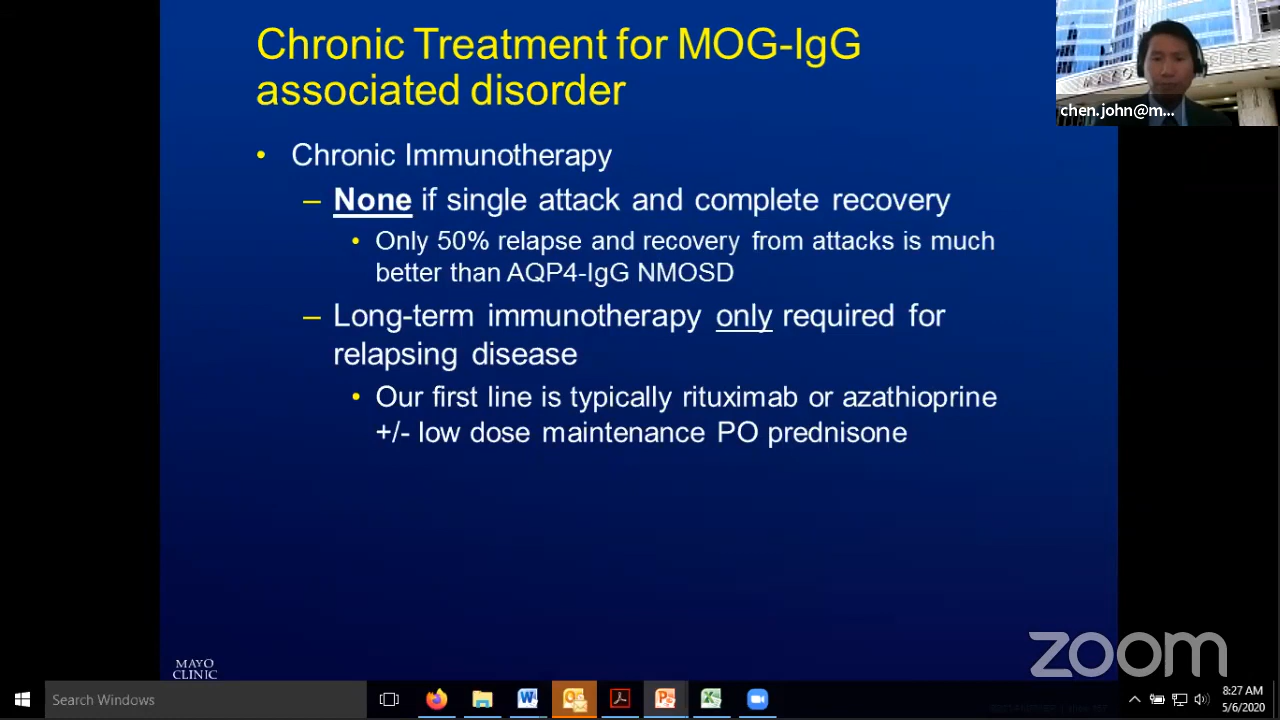 Chronic Treatment for MOG-IgG
associated disorder
chen.john@m...
• Chronic Immunotherapy
– None if single attack and complete recovery
• Only 50% relapse and recovery from attacks is much
better than AQP4-IgG NMOSD
– Long-term immunotherapy only required for
relapsing disease
• Our first line is typically rituximab or azathioprine
+/- low dose maintenance PO prednisone
MAYO
CLINIC
zoom
Search Windows
8:27 AM
5/6/2020